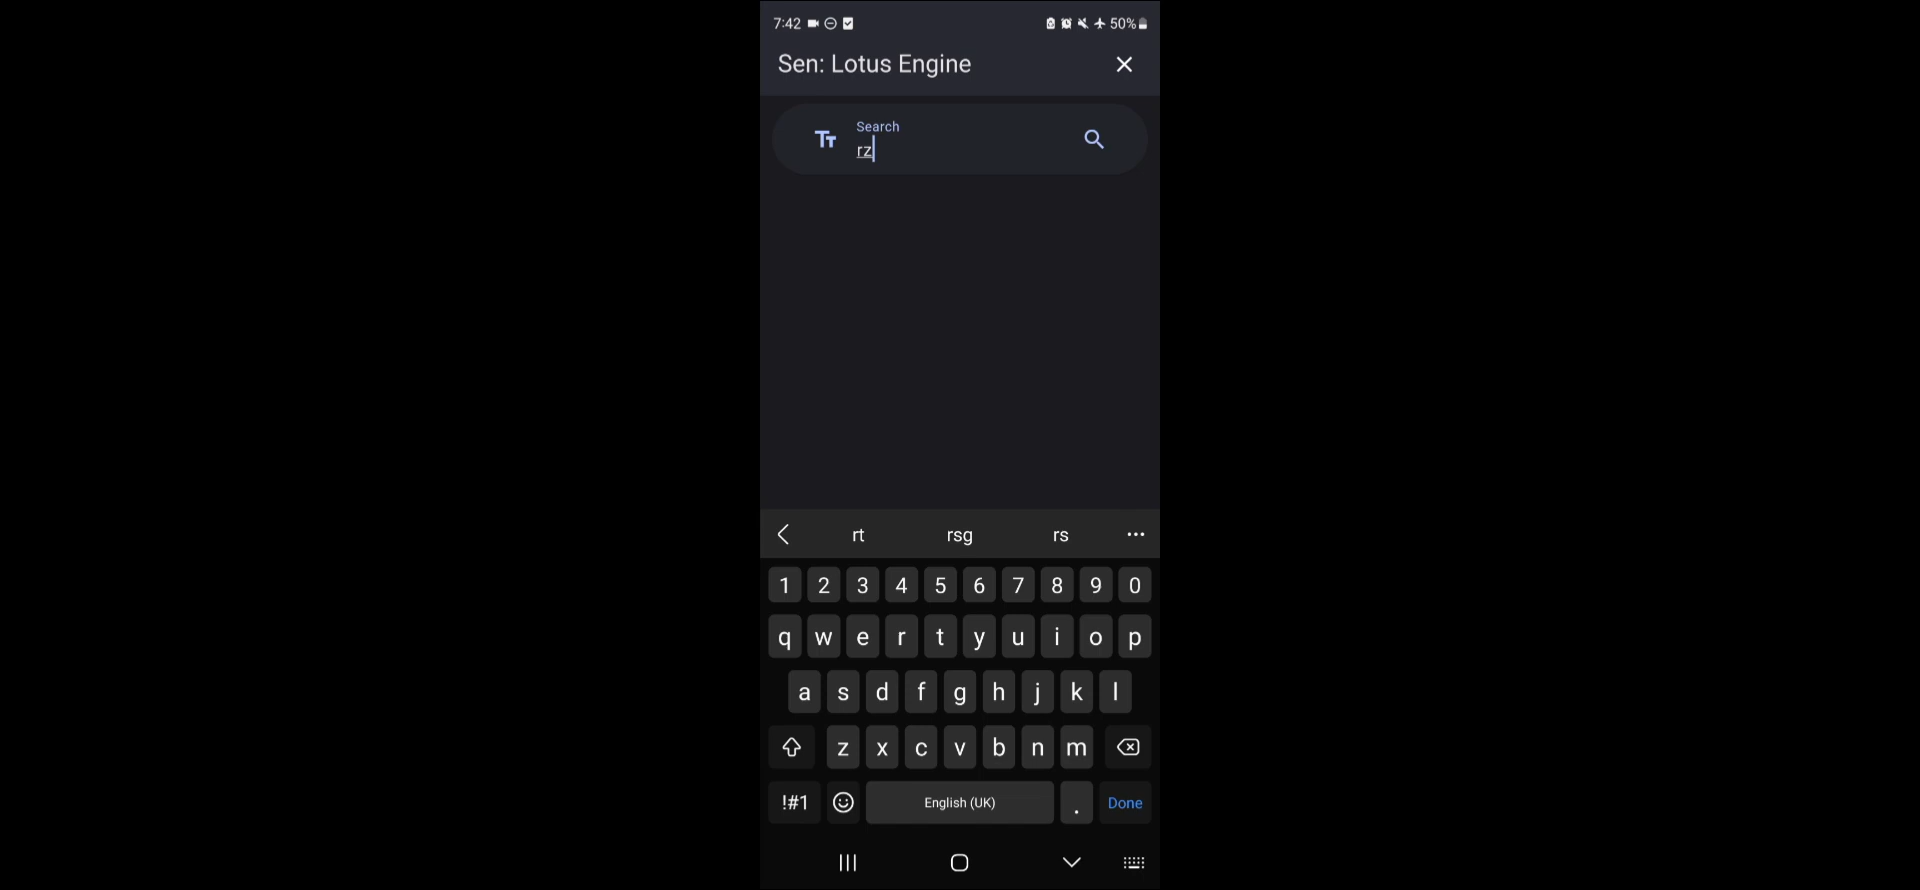 7:42
50%
Sen: Lotus Engine
Tт
Search
rz
rt rsg rs ...
1 2 3 4 5 6 7 8 9 0
q w e r t y u i o p
a s d f g h j k l
z x c v b n m
!#1 English (UK) . Done